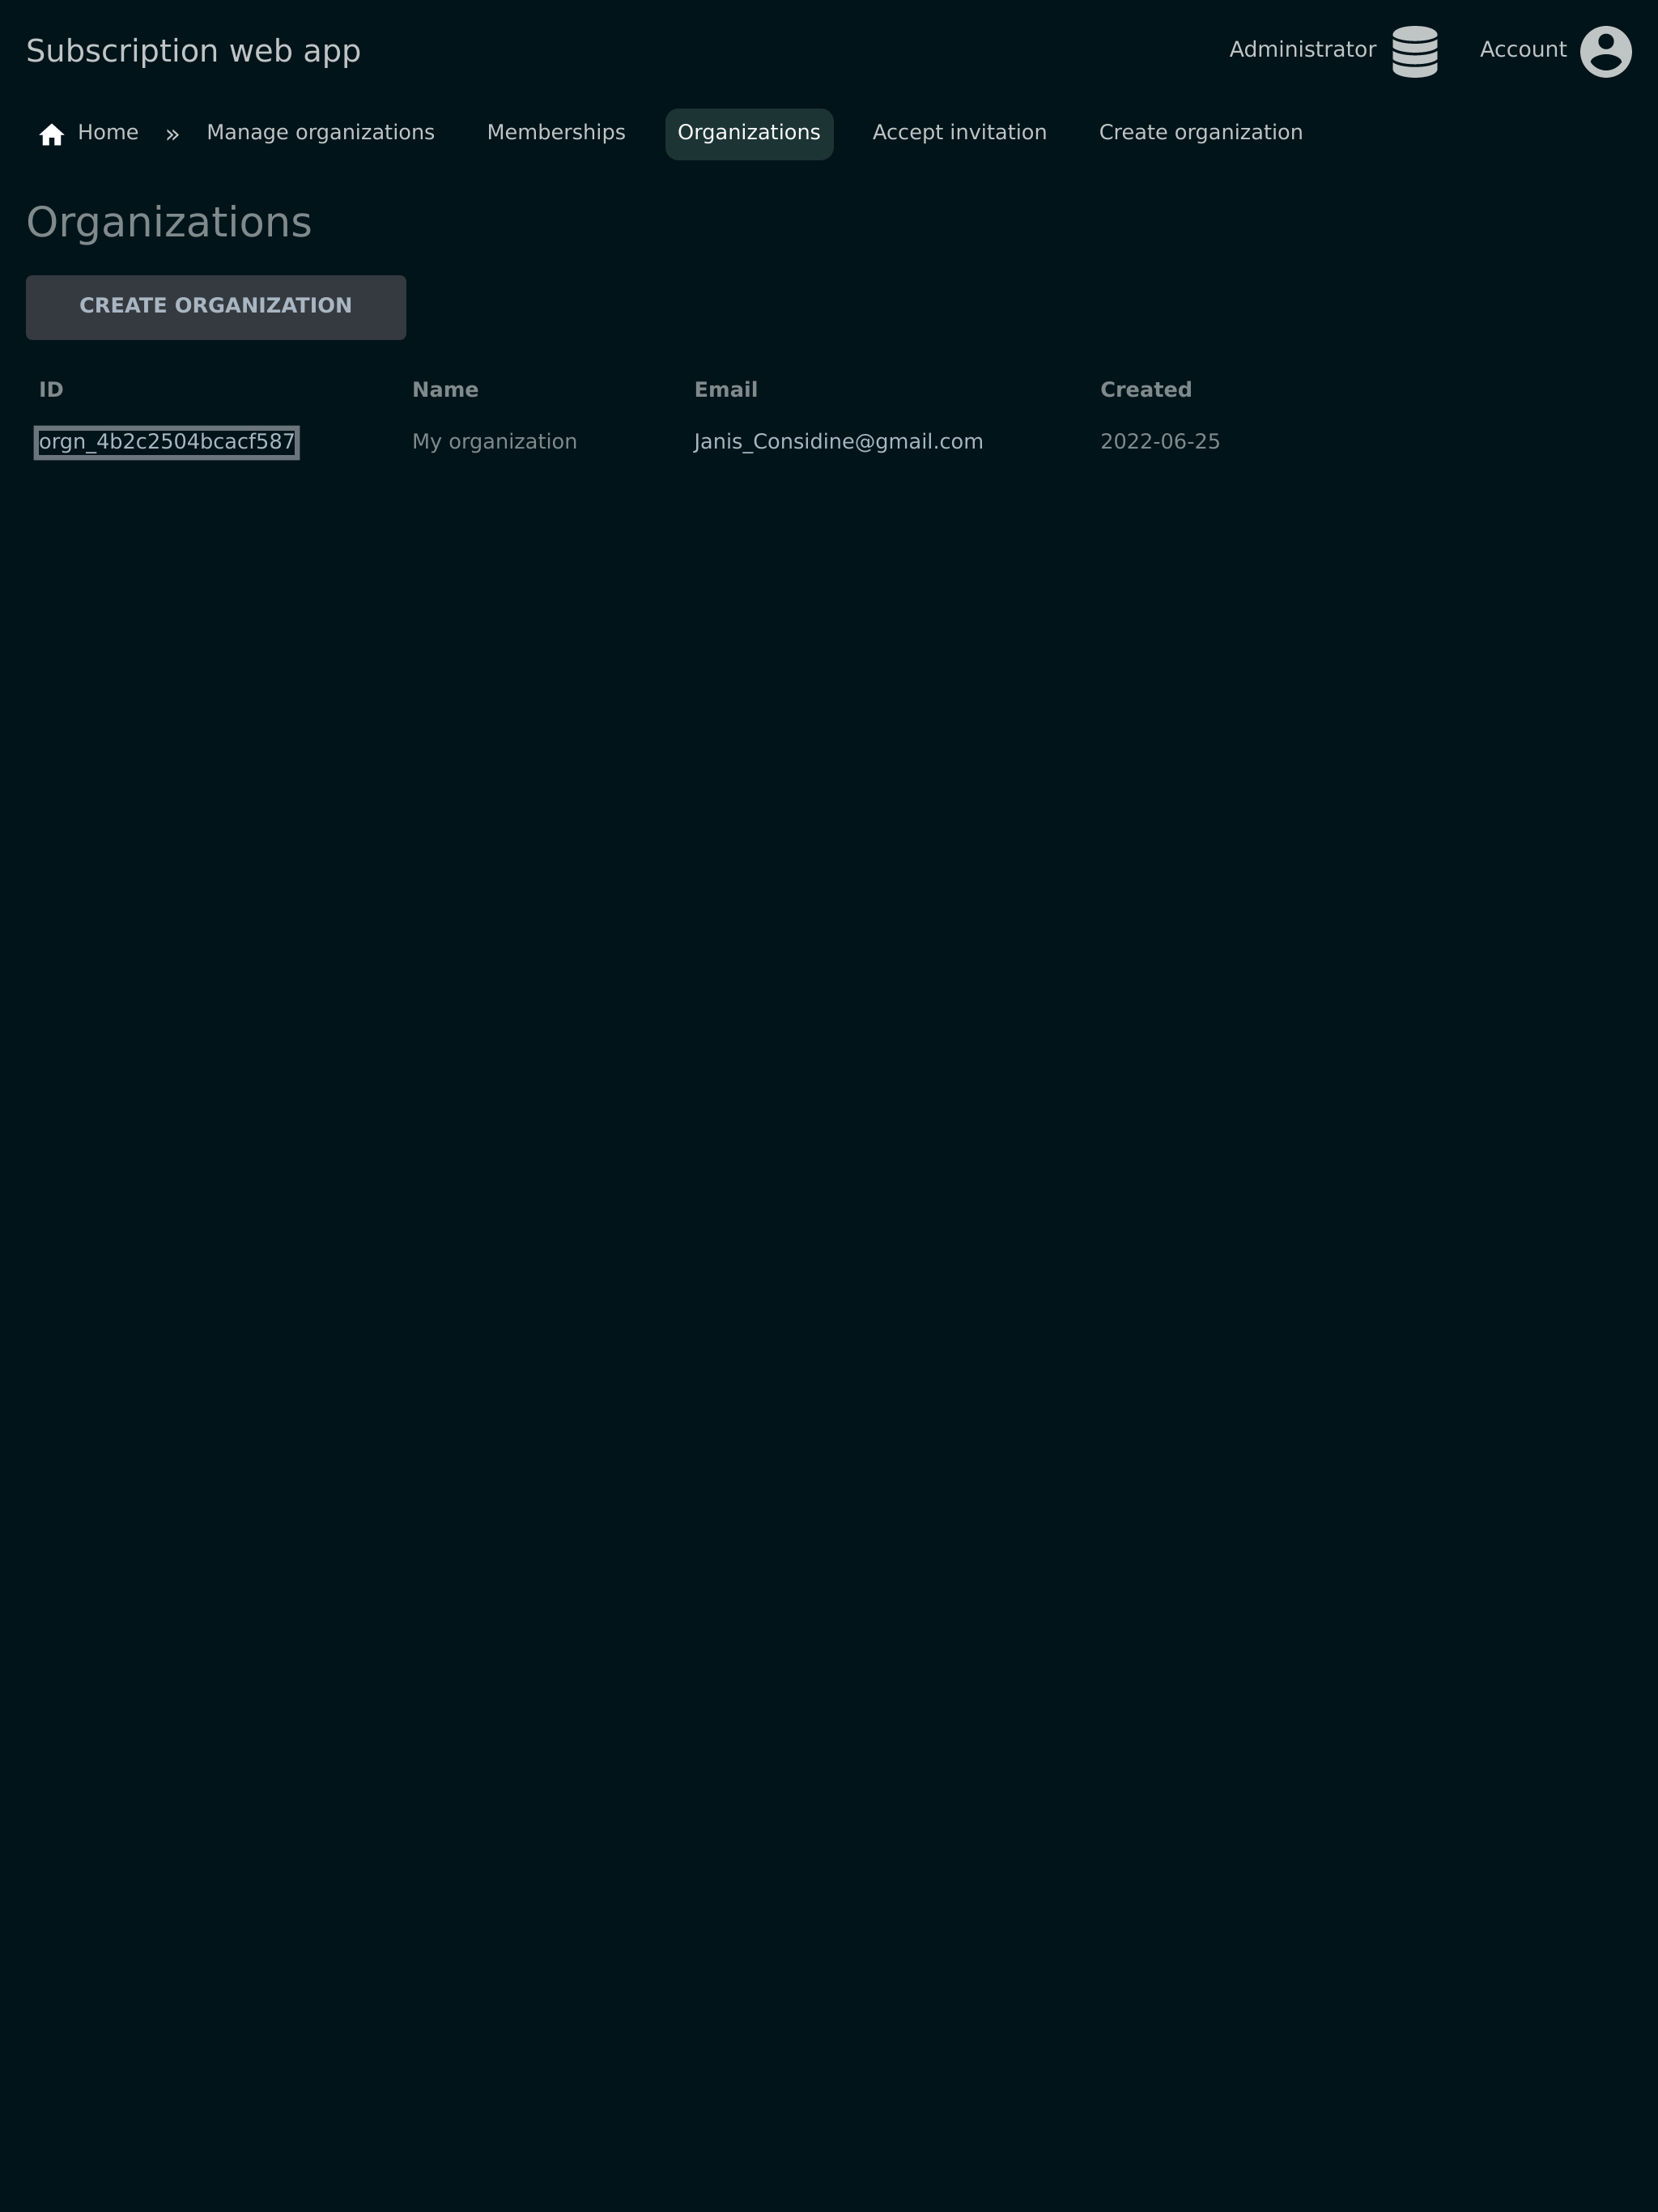 Subscription web app
Administrator Account
Home » Manage organizations Memberships Organizations Accept invitation Create organization
Organizations
CREATE ORGANIZATION
ID Name Email Created
orgn_4b2c2504bcacf587 My organization Janis_Considine@gmail.com 2022-06-25